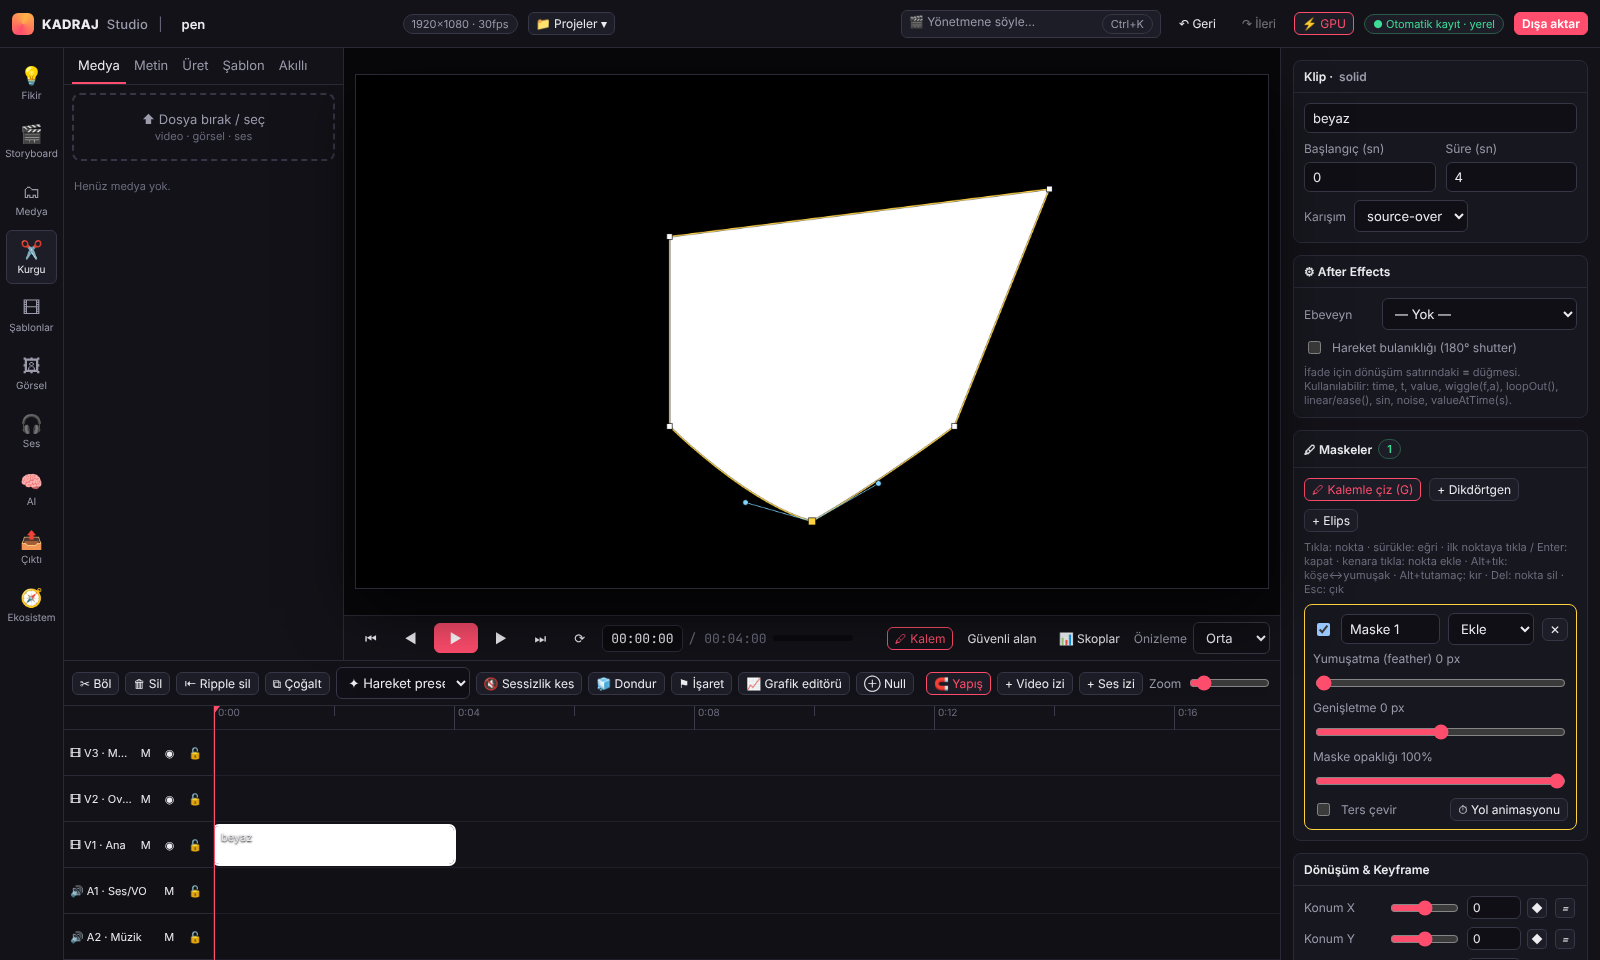 KADRAJ Studio | pen
1920×1080 · 30fps
📁 Projeler ▾
🎬 Yönetmene söyle...
Ctrl+K
↶ Geri
↷ İleri
⚡ GPU
Otomatik kayıt · yerel
Dışa aktar
Fikir
Storyboard
Medya
Kurgu
Şablonlar
Görsel
Ses
AI
Çıktı
Ekosistem
Medya Metin Üret Şablon Akıllı
⬆ Dosya bırak / seç
video · görsel · ses
Henüz medya yok.
00:00:00 / 00:04:00
Kalem
Güvenli alan
📊 Skoplar
Önizleme
Orta
✂ Böl
🗑 Sil
⇤ Ripple sil
⧉ Çoğalt
✦ Hareket prese
🔇 Sessizlik kes
🧊 Dondur
⚑ İşaret
📈 Grafik editörü
Null
🧲 Yapış
+ Video izi
+ Ses izi
Zoom
0:00 0:04 0:08 0:12 0:16
V3 · M... M
V2 · Ov... M
V1 · Ana M
beyaz
A1 · Ses/VO M
A2 · Müzik M
Klip · solid
beyaz
Başlangıç (sn) Süre (sn)
0 4
Karışım source-over
⚙ After Effects
Ebeveyn — Yok —
Hareket bulanıklığı (180° shutter)
İfade için dönüşüm satırındaki = düğmesi.
Kullanılabilir: time, t, value, wiggle(f,a), loopOut(),
linear/ease(), sin, noise, valueAtTime(s).
Maskeler 1
Kalemle çiz (G)
+ Dikdörtgen
+ Elips
Tıkla: nokta · sürükle: eğri · ilk noktaya tıkla / Enter:
kapat · kenara tıkla: nokta ekle · Alt+tık:
köşe↔yumuşak · Alt+tutamaç: kır · Del: nokta sil ·
Esc: çık
Maske 1 Ekle ✕
Yumuşatma (feather) 0 px
Genişletme 0 px
Maske opaklığı 100%
Ters çevir
⏱ Yol animasyonu
Dönüşüm & Keyframe
Konum X 0 ◆ =
Konum Y 0 ◆ =